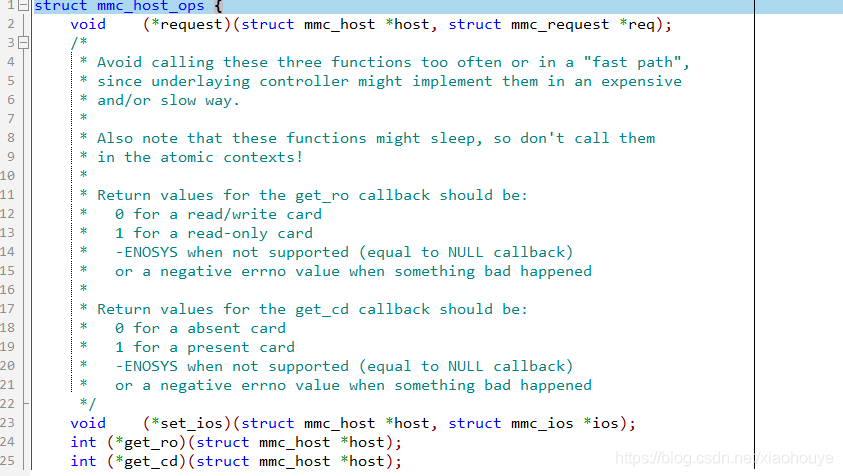 1 struct mmc_host_ops {
2 void (*request)(struct mmc_host *host, struct mmc_request *req);
3 /*
4 * Avoid calling these three functions too often or in a "fast path",
5 * since underlaying controller might implement them in an expensive
6 * and/or slow way.
7 *
8 * Also note that these functions might sleep, so don't call them
9 * in the atomic contexts!
10 *
11 * Return values for the get_ro callback should be:
12 * 0 for a read/write card
13 * 1 for a read-only card
14 * -ENOSYS when not supported (equal to NULL callback)
15 * or a negative errno value when something bad happened
16 *
17 * Return values for the get_cd callback should be:
18 * 0 for a absent card
19 * 1 for a present card
20 * -ENOSYS when not supported (equal to NULL callback)
21 * or a negative errno value when something bad happened
22 */
23 void (*set_ios)(struct mmc_host *host, struct mmc_ios *ios);
24 int (*get_ro)(struct mmc_host *host);
25 int (*get_cd)(struct mmc_host *host);
https://blog.csdn.net/xiaohouye